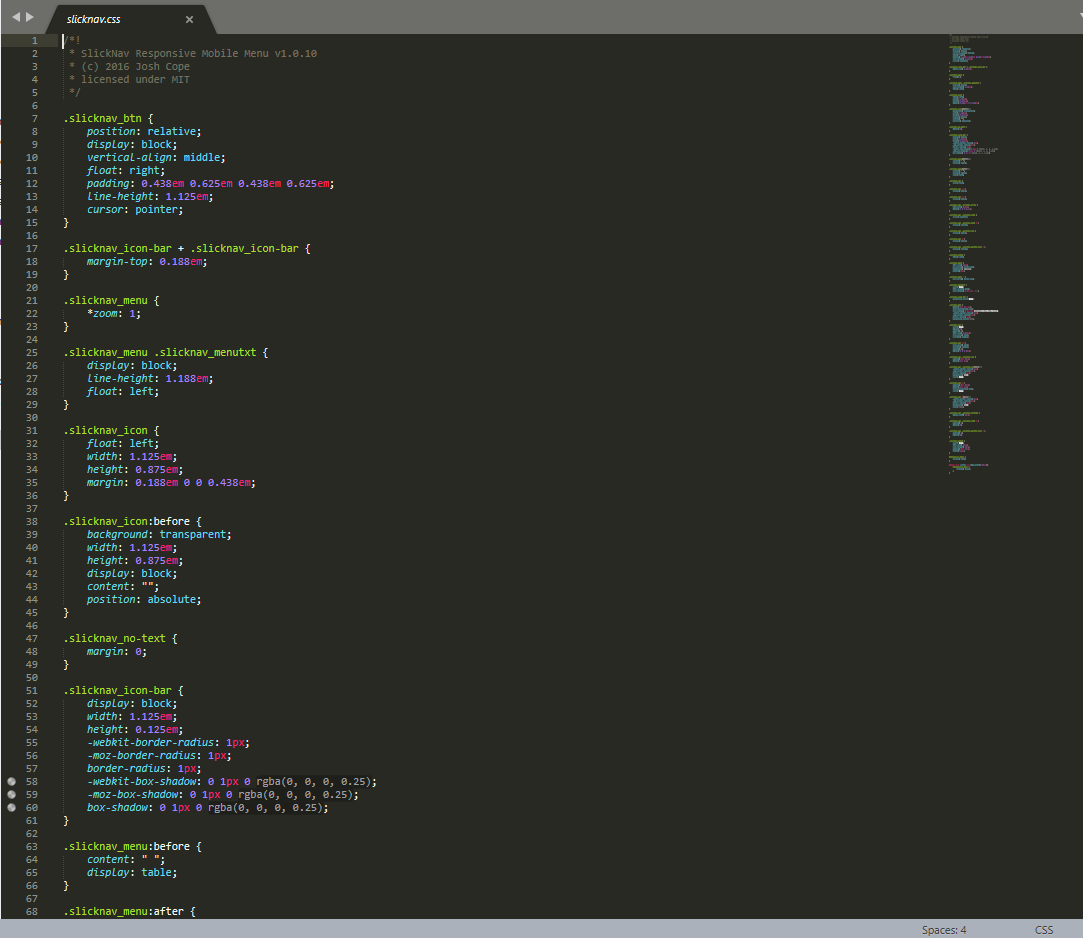 slicknav.css ×
1 /*!
2  * SlickNav Responsive Mobile Menu v1.0.10
3  * (c) 2016 Josh Cope
4  * licensed under MIT
5  */
6
7 .slicknav_btn {
8     position: relative;
9     display: block;
10     vertical-align: middle;
11     float: right;
12     padding: 0.438em 0.625em 0.438em 0.625em;
13     line-height: 1.125em;
14     cursor: pointer;
15 }
16
17 .slicknav_icon-bar + .slicknav_icon-bar {
18     margin-top: 0.188em;
19 }
20
21 .slicknav_menu {
22     *zoom: 1;
23 }
24
25 .slicknav_menu .slicknav_menutxt {
26     display: block;
27     line-height: 1.188em;
28     float: left;
29 }
30
31 .slicknav_icon {
32     float: left;
33     width: 1.125em;
34     height: 0.875em;
35     margin: 0.188em 0 0 0.438em;
36 }
37
38 .slicknav_icon:before {
39     background: transparent;
40     width: 1.125em;
41     height: 0.875em;
42     display: block;
43     content: "";
44     position: absolute;
45 }
46
47 .slicknav_no-text {
48     margin: 0;
49 }
50
51 .slicknav_icon-bar {
52     display: block;
53     width: 1.125em;
54     height: 0.125em;
55     -webkit-border-radius: 1px;
56     -moz-border-radius: 1px;
57     border-radius: 1px;
58     -webkit-box-shadow: 0 1px 0 rgba(0, 0, 0, 0.25);
59     -moz-box-shadow: 0 1px 0 rgba(0, 0, 0, 0.25);
60     box-shadow: 0 1px 0 rgba(0, 0, 0, 0.25);
61 }
62
63 .slicknav_menu:before {
64     content: " ";
65     display: table;
66 }
67
68 .slicknav_menu:after {
Spaces: 4 CSS